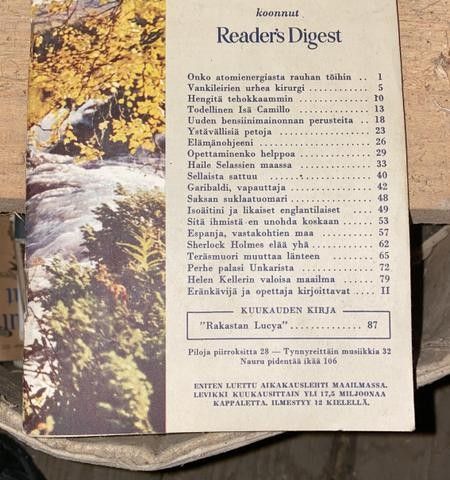 koonnut
Reader's Digest
Onko atomienergiasta rauhan töihin .. 1
Vankileirien urhea kirurgi ............ 5
Hengitä tehokkaammin ............. 10
Todellinen Isä Camillo ............. 13
Uuden bensiinimainonnan perusteita .. 18
Ystävällisiä petoja ................. 23
Elämänohjeeni ................... 26
Opettaminenko helppoa ............ 29
Haile Selassien maassa ............ 33
Sellaista sattuu ................... 40
Garibaldi, vapauttaja .............. 42
Saksan suklaatuomari ............. 48
Isoäitini ja likaiset englantilaiset .... 49
Sitä ihmistä en unohda koskaan ..... 53
Espanja, vastakohtien maa ......... 57
Sherlock Holmes elää yhä .......... 62
Teräsmuori muuttaa länteen ........ 65
Perhe palasi Unkarista ............. 72
Helen Kellerin valoisa maailma ..... 79
Eränkävijä ja opettaja kirjoittavat .... II
KUUKAUDEN KIRJA
"Rakastan Lucya" ............... 87
Piloja piirroksitta 28 — Tynnyreittäin musiikkia 32
Nauru pidentää ikää 106
ENITEN LUETTU AIKAKAUSLEHTI MAAILMASSA.
LEVIKKI KUUKAUSITTAIN YLI 17,5 MILJOONAA
KAPPALETTA. ILMESTYY 12 KIELELLÄ.